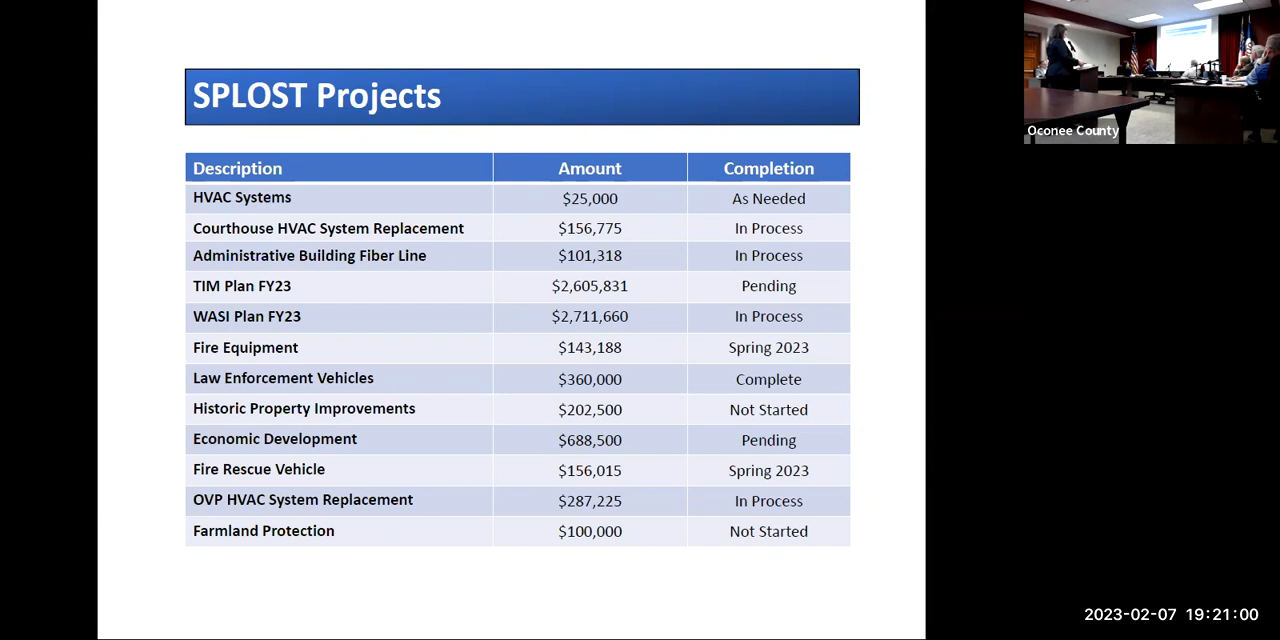 SPLOST Projects
Description Amount Completion
HVAC Systems $25,000 As Needed
Courthouse HVAC System Replacement $156,775 In Process
Administrative Building Fiber Line $101,318 In Process
TIM Plan FY23 $2,605,831 Pending
WASI Plan FY23 $2,711,660 In Process
Fire Equipment $143,188 Spring 2023
Law Enforcement Vehicles $360,000 Complete
Historic Property Improvements $202,500 Not Started
Economic Development $688,500 Pending
Fire Rescue Vehicle $156,015 Spring 2023
OVP HVAC System Replacement $287,225 In Process
Farmland Protection $100,000 Not Started
Oconee County
2023-02-07 19:21:00